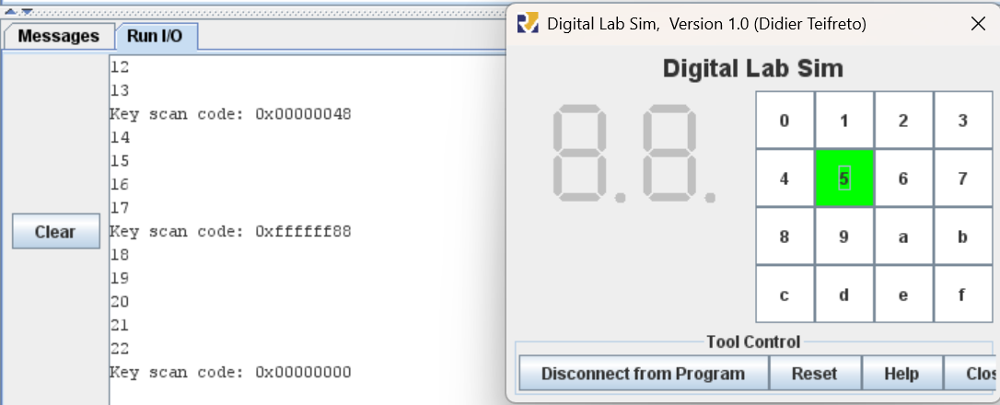 Messages
Run I/O
Clear
12
13
Key scan code: 0x00000048
14
15
16
17
Key scan code: 0xffffff88
18
19
20
21
22
Key scan code: 0x00000000
Digital Lab Sim, Version 1.0 (Didier Teifreto)
Digital Lab Sim
8.8.
0 1 2 3
4 5 6 7
8 9 a b
c d e f
Tool Control
Disconnect from Program Reset Help Clos